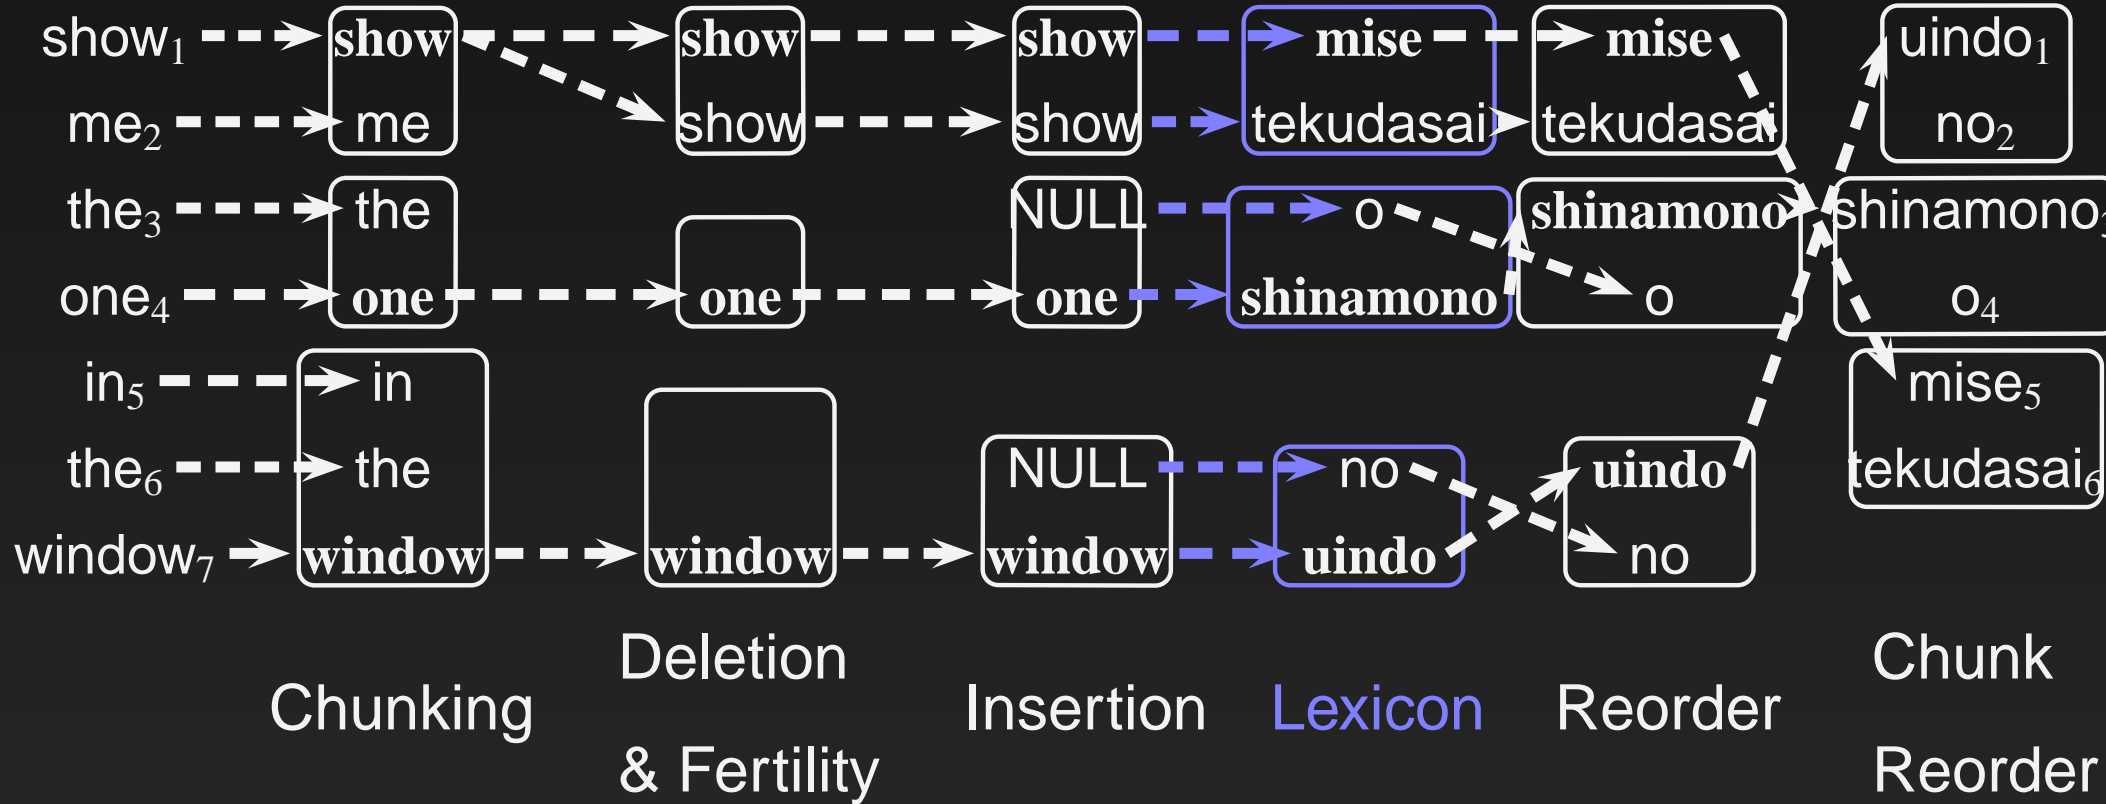 show₁ show show show mise mise uindo₁
me₂ me show show tekudasai tekudasai no₂
the₃ the NULL o shinamono shinamono₃
one₄ one one one shinamono o o₄
in₅ in mise₅
the₆ the NULL no uindo tekudasai₆
window₇ window window window uindo no
Deletion Chunk
Chunking Insertion Lexicon Reorder
& Fertility Reorder